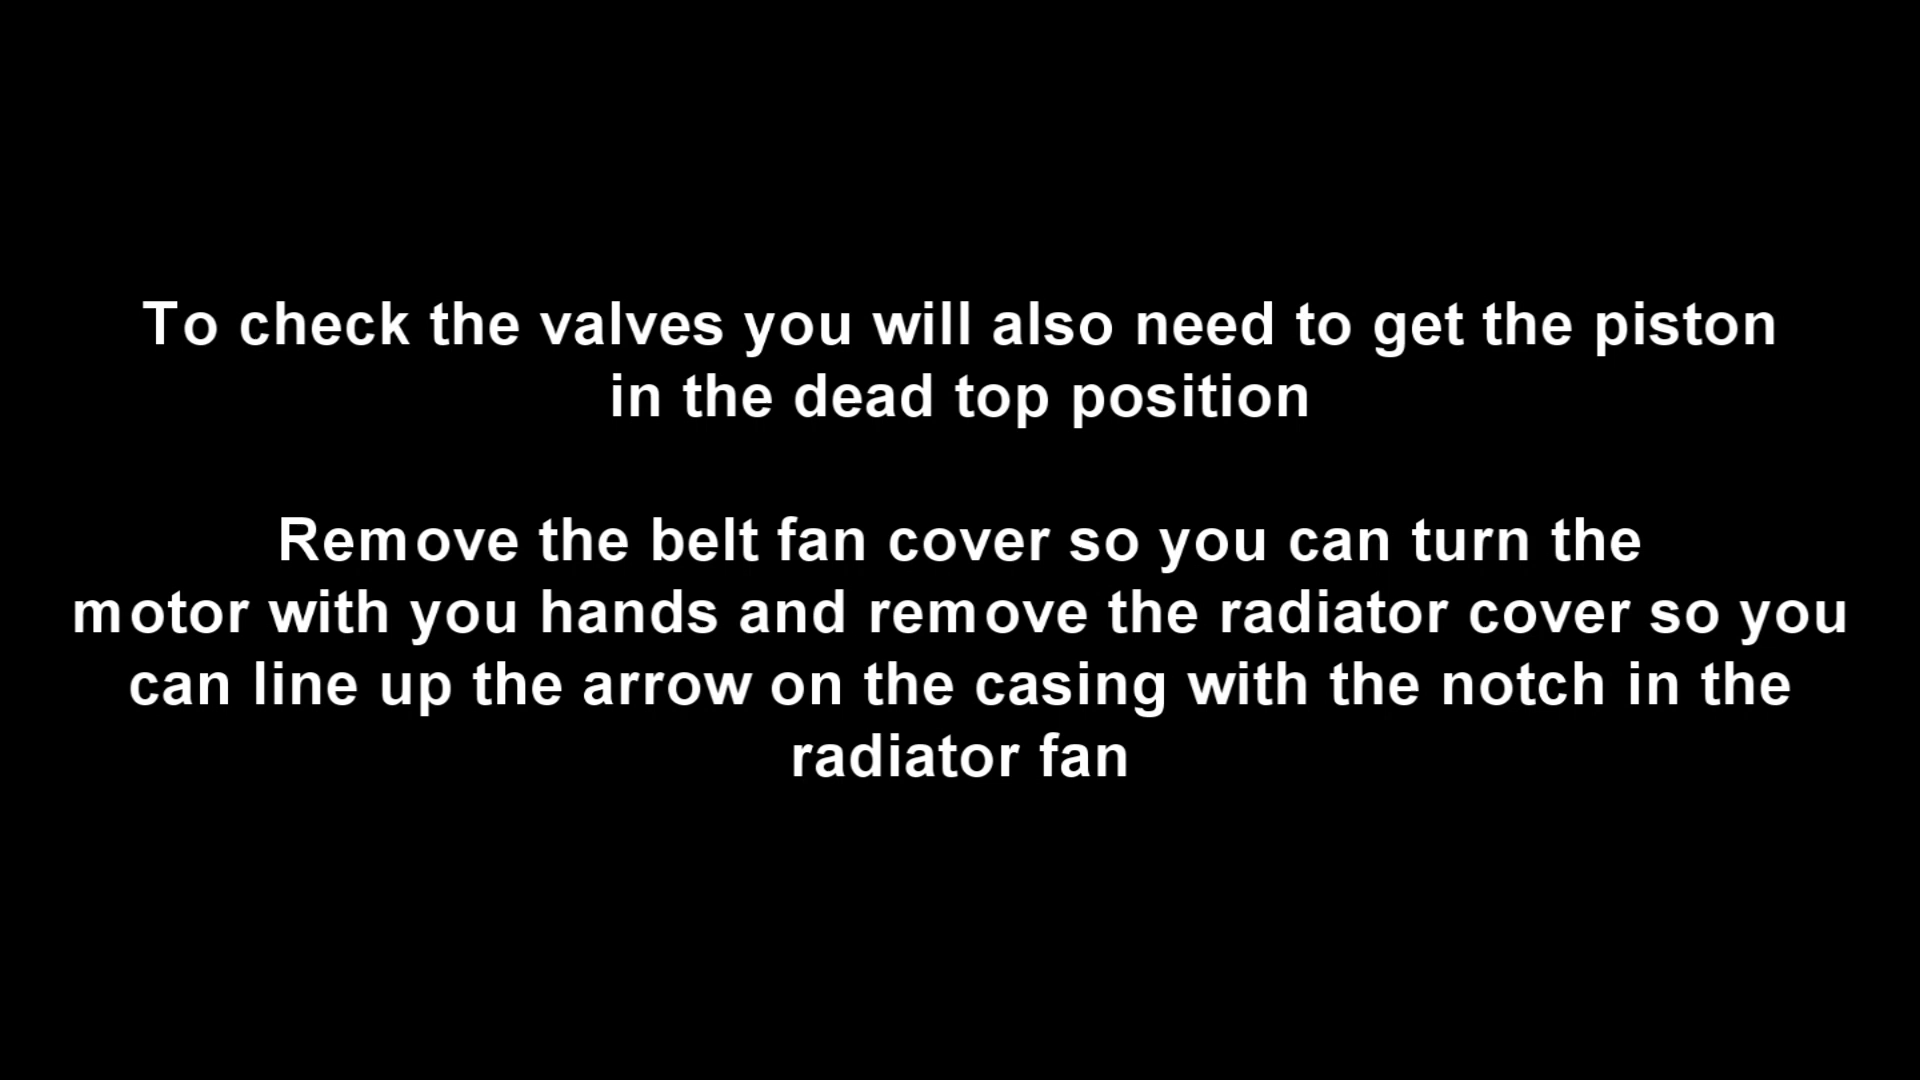 To check the valves you will also need to get the piston
in the dead top position
Remove the belt fan cover so you can turn the
motor with you hands and remove the radiator cover so you
can line up the arrow on the casing with the notch in the
radiator fan